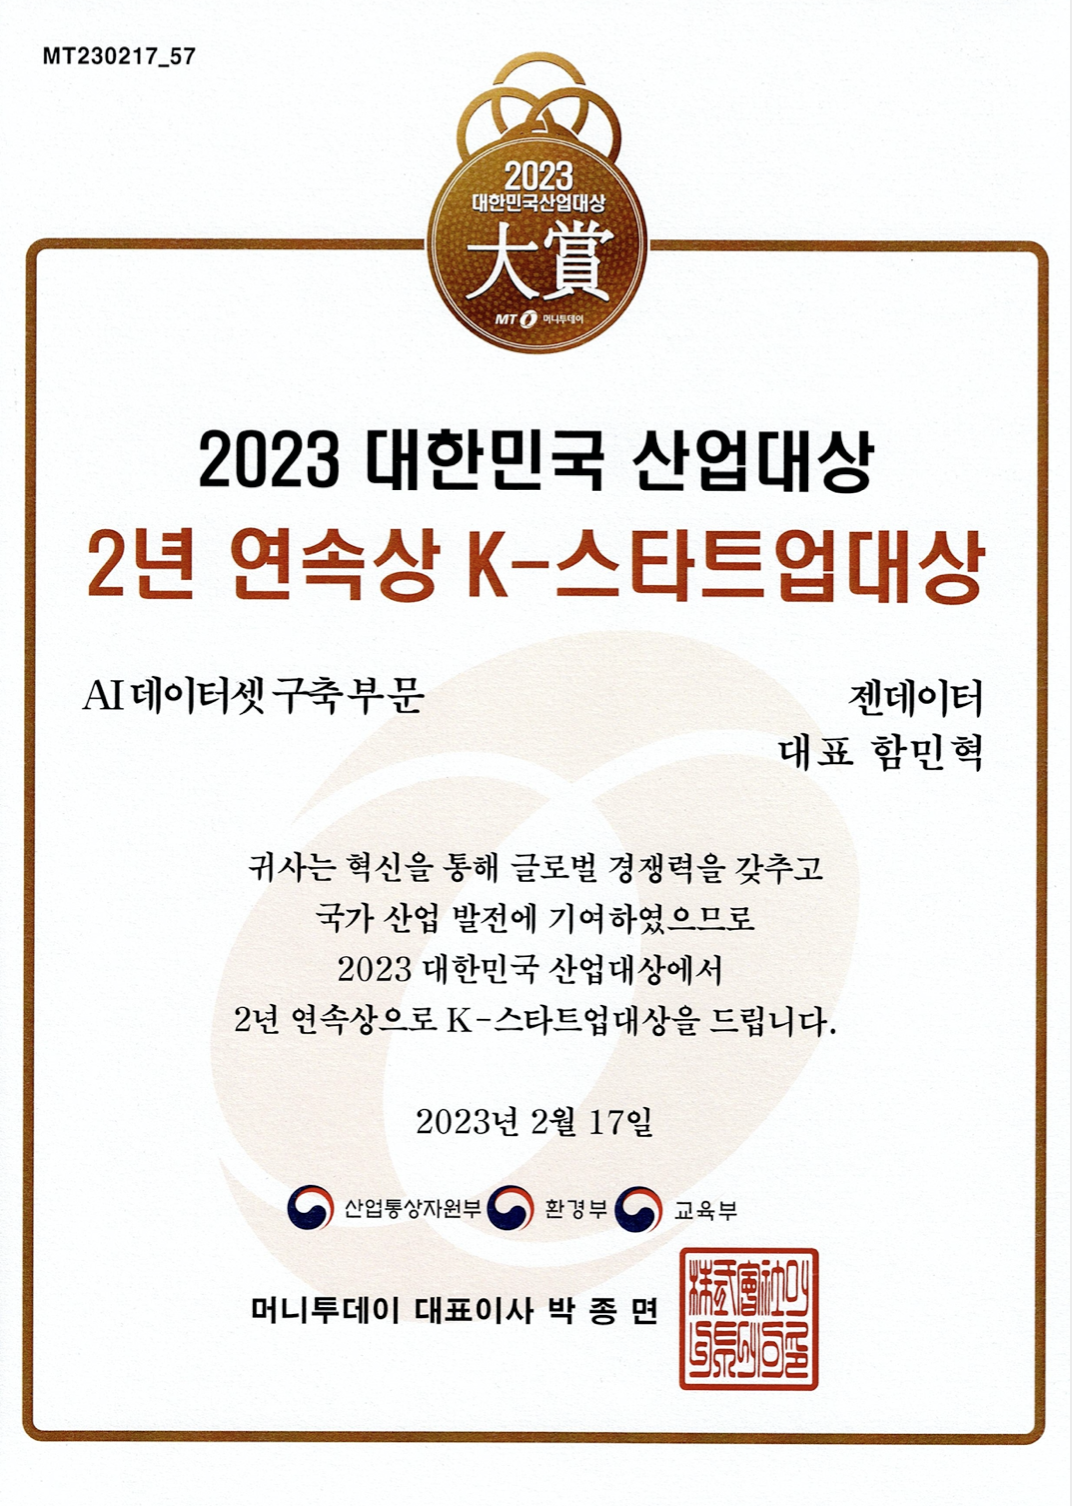 MT230217_57
2023
대한민국산업대상
大賞
MT 머니투데이
2023 대한민국 산업대상
2년 연속상 K-스타트업대상
AI데이터셋 구축부문
젠데이터
대표 함민혁
귀사는 혁신을 통해 글로벌 경쟁력을 갖추고
국가 산업 발전에 기여하였으므로
2023 대한민국 산업대상에서
2년 연속상으로 K-스타트업대상을 드립니다.
2023년 2월 17일
산업통상자원부 환경부 교육부
머니투데이 대표이사 박 종 면
株式會社머